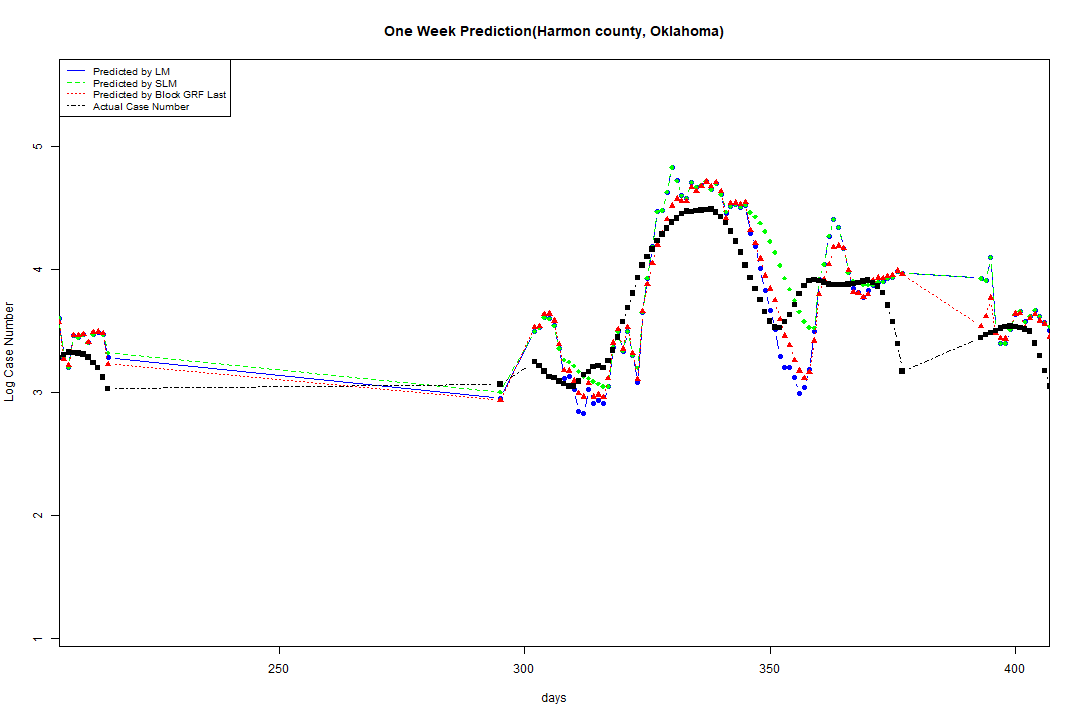 One Week Prediction(Harmon county, Oklahoma)
Predicted by LM
Predicted by SLM
Predicted by Block GRF Last
Actual Case Number
Log Case Number
5
4
3
2
1
250
300
350
400
days